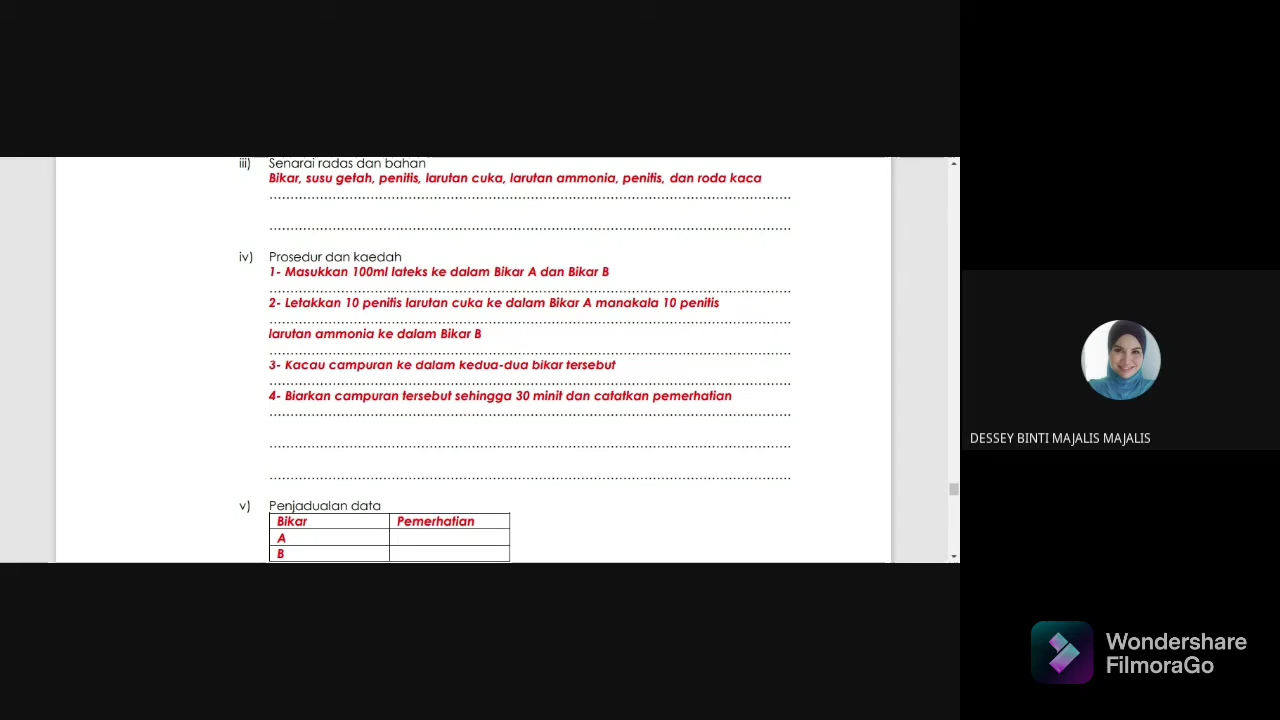 iii) Senarai radas dan bahan
Bikar, susu getah, penitis, larutan cuka, larutan ammonia, penitis, dan roda kaca
iv) Prosedur dan kaedah
1- Masukkan 100ml lateks ke dalam Bikar A dan Bikar B
2- Letakkan 10 penitis larutan cuka ke dalam Bikar A manakala 10 penitis
larutan ammonia ke dalam Bikar B
3- Kacau campuran ke dalam kedua-dua bikar tersebut
4- Biarkan campuran tersebut sehingga 30 minit dan catatkan pemerhatian
v) Penjadualan data
Bikar Pemerhatian
A
B
DESSEY BINTI MAJALIS MAJALIS
Wondershare
FilmoraGo